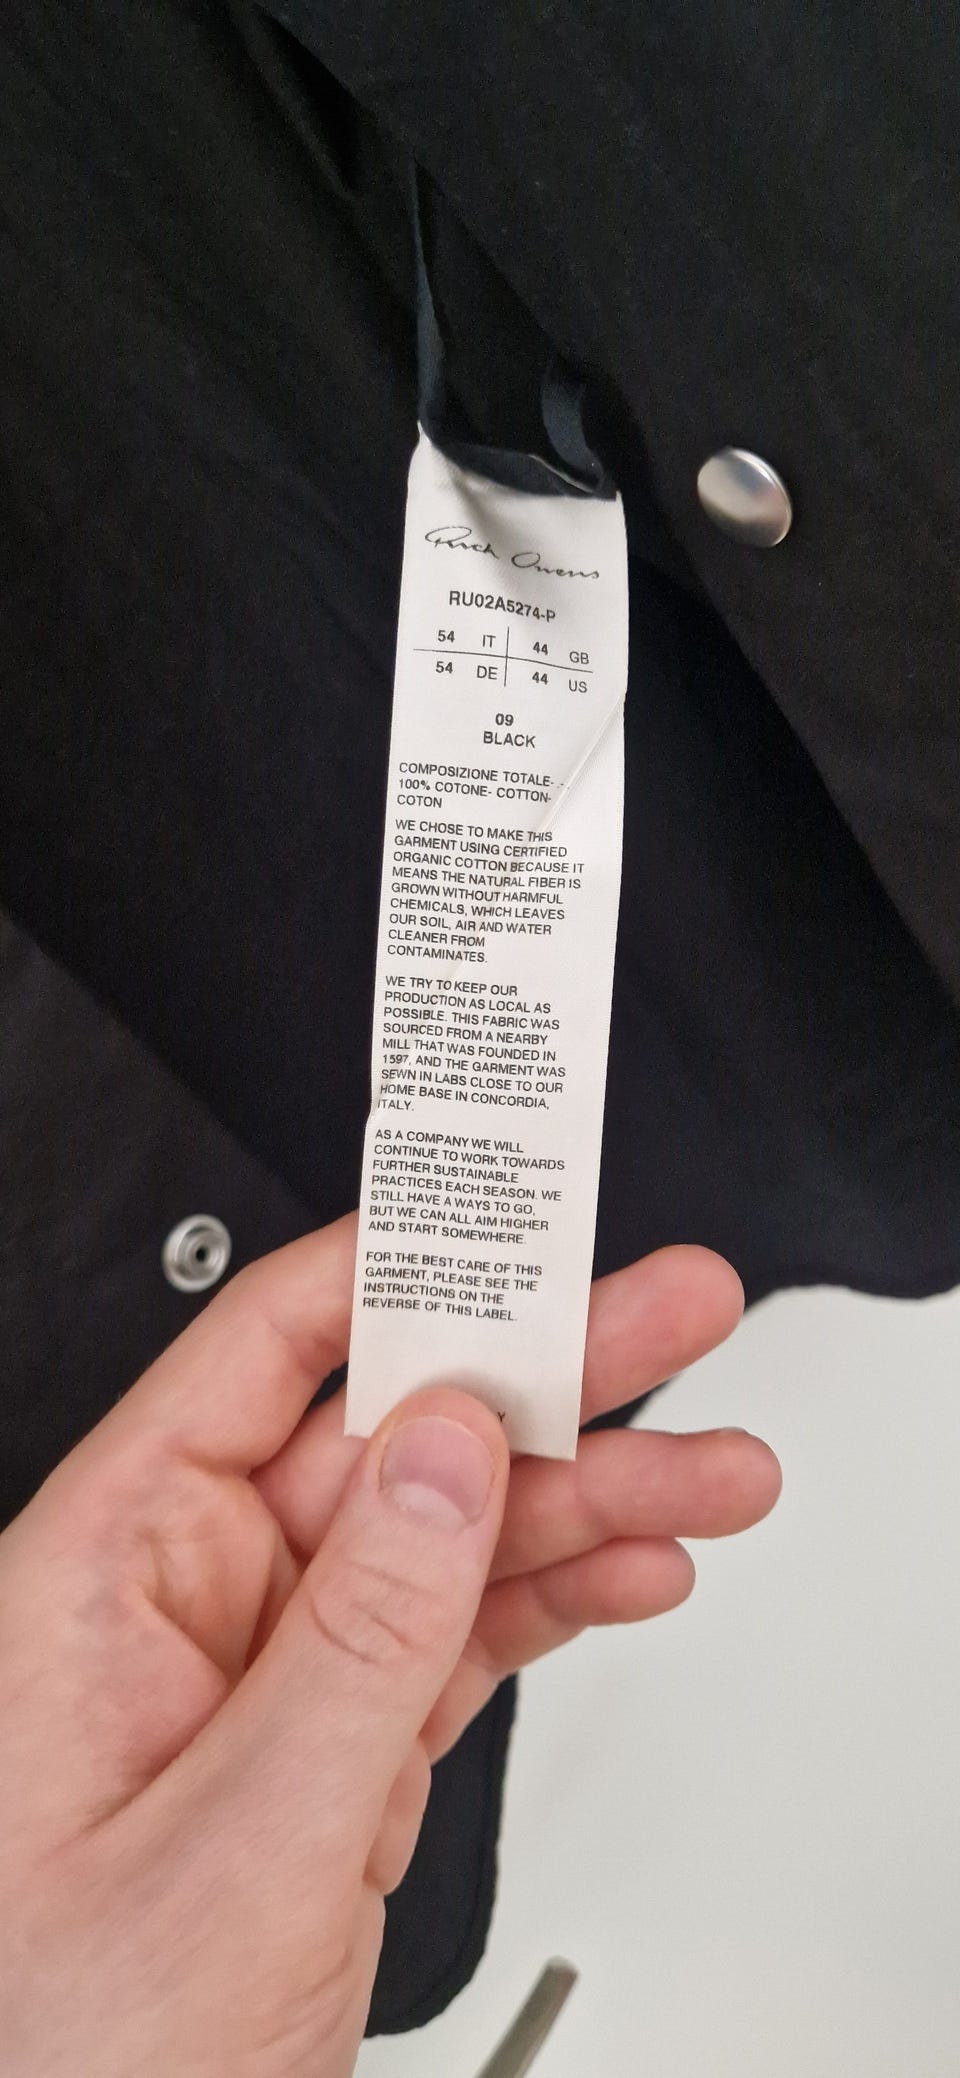 Rick Owens
RU02A5274-P
54 IT 44 GB
54 DE 44 US
09
BLACK
COMPOSIZIONE TOTALE-
100% COTONE- COTTON-
COTON
WE CHOSE TO MAKE THIS
GARMENT USING CERTIFIED
ORGANIC COTTON BECAUSE IT
MEANS THE NATURAL FIBER IS
GROWN WITHOUT HARMFUL
CHEMICALS, WHICH LEAVES
OUR SOIL, AIR AND WATER
CLEANER FROM
CONTAMINATES.
WE TRY TO KEEP OUR
PRODUCTION AS LOCAL AS
POSSIBLE. THIS FABRIC WAS
SOURCED FROM A NEARBY
MILL THAT WAS FOUNDED IN
1597, AND THE GARMENT WAS
SEWN IN LABS CLOSE TO OUR
HOME BASE IN CONCORDIA,
ITALY.
AS A COMPANY WE WILL
CONTINUE TO WORK TOWARDS
FURTHER SUSTAINABLE
PRACTICES EACH SEASON. WE
STILL HAVE A WAYS TO GO,
BUT WE CAN ALL AIM HIGHER
AND START SOMEWHERE.
FOR THE BEST CARE OF THIS
GARMENT, PLEASE SEE THE
INSTRUCTIONS ON THE
REVERSE OF THIS LABEL.